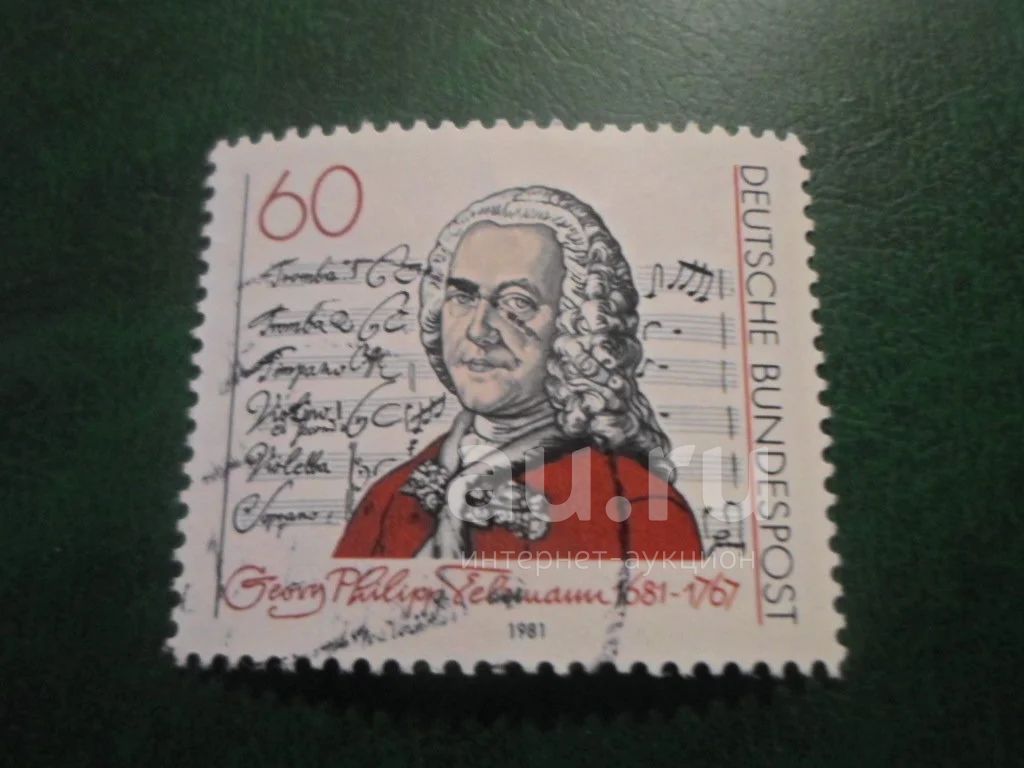 60
DEUTSCHE BUNDESPOST
Tromba 1
Tromba 2
Timpano
Violino 1
Violetta
Soprano
au.ru
интернет-аукцион
Georg Philipp Telemann 1681-1767
1981